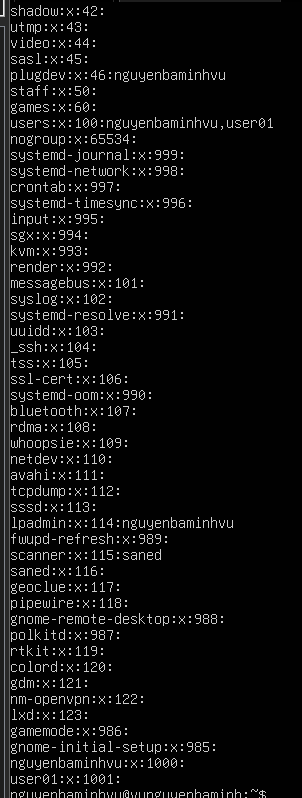 shadow:x:42:
utmp:x:43:
video:x:44:
sasl:x:45:
plugdev:x:46:nguyenbaminhvu
staff:x:50:
games:x:60:
users:x:100:nguyenbaminhvu,user01
nogroup:x:65534:
systemd-journal:x:999:
systemd-network:x:998:
crontab:x:997:
systemd-timesync:x:996:
input:x:995:
sgx:x:994:
kvm:x:993:
render:x:992:
messagebus:x:101:
syslog:x:102:
systemd-resolve:x:991:
uuidd:x:103:
_ssh:x:104:
tss:x:105:
ssl-cert:x:106:
systemd-oom:x:990:
bluetooth:x:107:
rdma:x:108:
whoopsie:x:109:
netdev:x:110:
avahi:x:111:
tcpdump:x:112:
sssd:x:113:
lpadmin:x:114:nguyenbaminhvu
fwupd-refresh:x:989:
scanner:x:115:saned
saned:x:116:
geoclue:x:117:
pipewire:x:118:
gnome-remote-desktop:x:988:
polkitd:x:987:
rtkit:x:119:
colord:x:120:
gdm:x:121:
nm-openvpn:x:122:
lxd:x:123:
gamemode:x:986:
gnome-initial-setup:x:985:
nguyenbaminhvu:x:1000:
user01:x:1001:
nguyenbaminhvu@vunguyenbaminh:~$